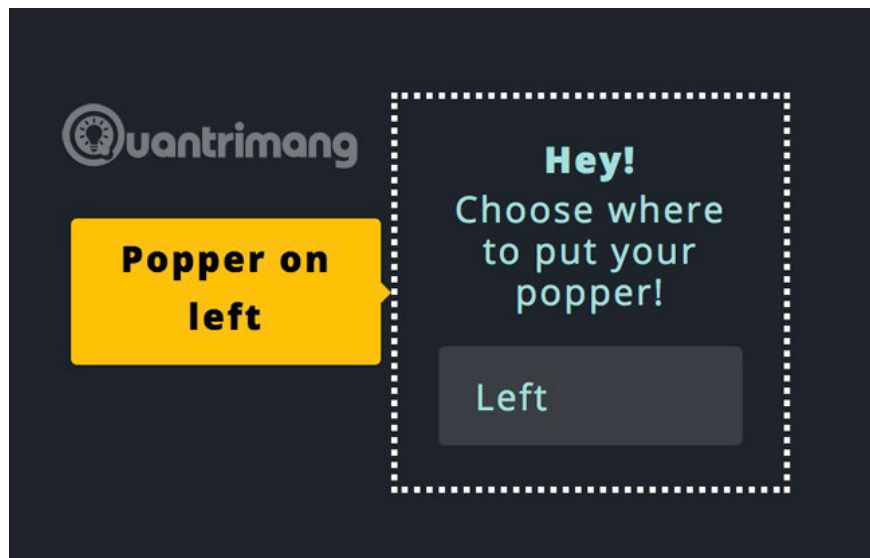 Quantrimang
Popper on
left
Hey!
Choose where
to put your
popper!
Left